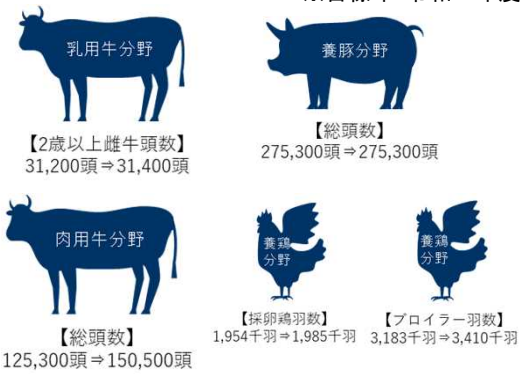 乳用牛分野
【2歳以上雌牛頭数】
31,200頭⇒31,400頭
養豚分野
【総頭数】
275,300頭⇒275,300頭
肉用牛分野
【総頭数】
125,300頭⇒150,500頭
養鶏
分野
【採卵鶏羽数】
1,954千羽⇒1,985千羽
養鶏
分野
【ブロイラー羽数】
3,183千羽⇒3,410千羽